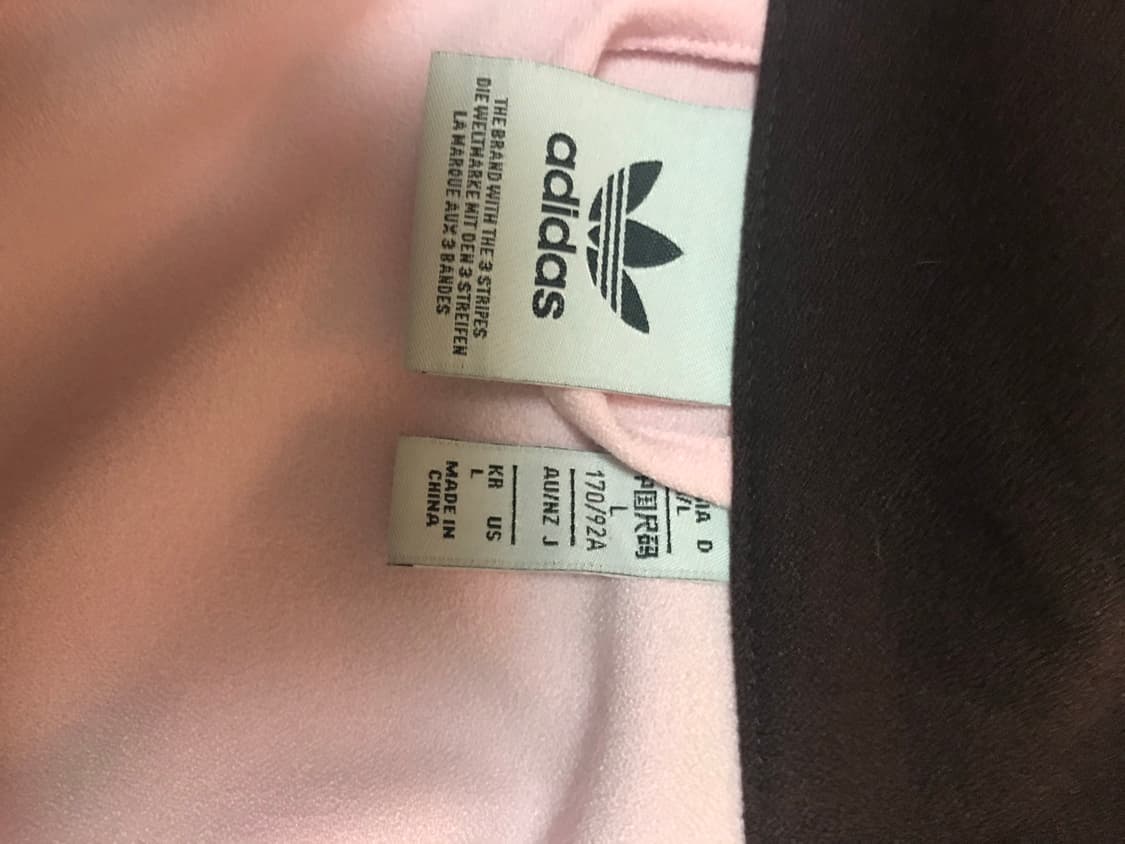 adidas
THE BRAND WITH THE 3 STRIPES
DIE WELTMARKE MIT DEN 3 STREIFEN
LA MARQUE AUX 3 BANDES
D
/L
国尺码
L
170/92A
AU/NZ J
KR US
L
MADE IN
CHINA